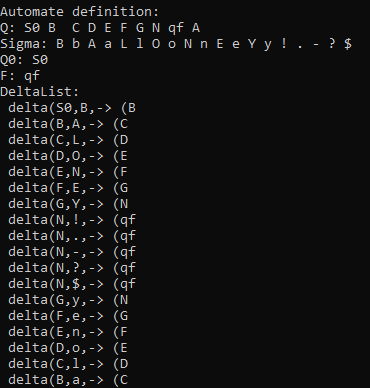 Automate definition:
Q: S0 B  C D E F G N qf A
Sigma: B b A a L l O o N n E e Y y ! . - ? $
Q0: S0
F: qf
DeltaList:
 delta(S0,B,-> (B
 delta(B,A,-> (C
 delta(C,L,-> (D
 delta(D,O,-> (E
 delta(E,N,-> (F
 delta(F,E,-> (G
 delta(G,Y,-> (N
 delta(N,!,-> (qf
 delta(N,.,-> (qf
 delta(N,-,-> (qf
 delta(N,?,-> (qf
 delta(N,$,-> (qf
 delta(G,y,-> (N
 delta(F,e,-> (G
 delta(E,n,-> (F
 delta(D,o,-> (E
 delta(C,l,-> (D
 delta(B,a,-> (C